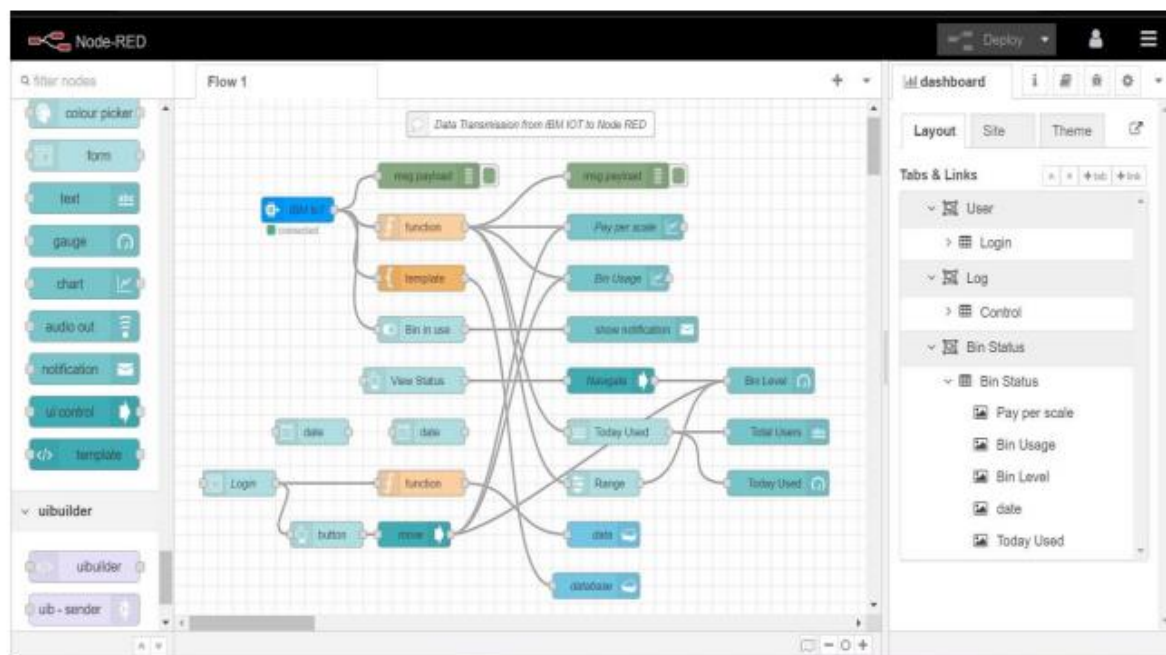 Node-RED
Deploy
filter nodes
Flow 1
dashboard
i
colour picker
form
text
abc
gauge
chart
audio out
notification
ui control
</> template
uibuilder
uibuilder
uib - sender
Data Transmission from IBM IOT to Node RED
msg.payload
msg.payload
IBM IoT
connected
function
Pay per scale
template
Bin Usage
Bin in use
show notification
View Status
Navigate
Bin Level
date
date
Today Used
Total Users
abc
Login
function
Range
Today Used
button
data
database
Layout
Site
Theme
Tabs & Links
+ tab
+ link
User
Login
Log
Control
Bin Status
Bin Status
Pay per scale
Bin Usage
Bin Level
date
Today Used